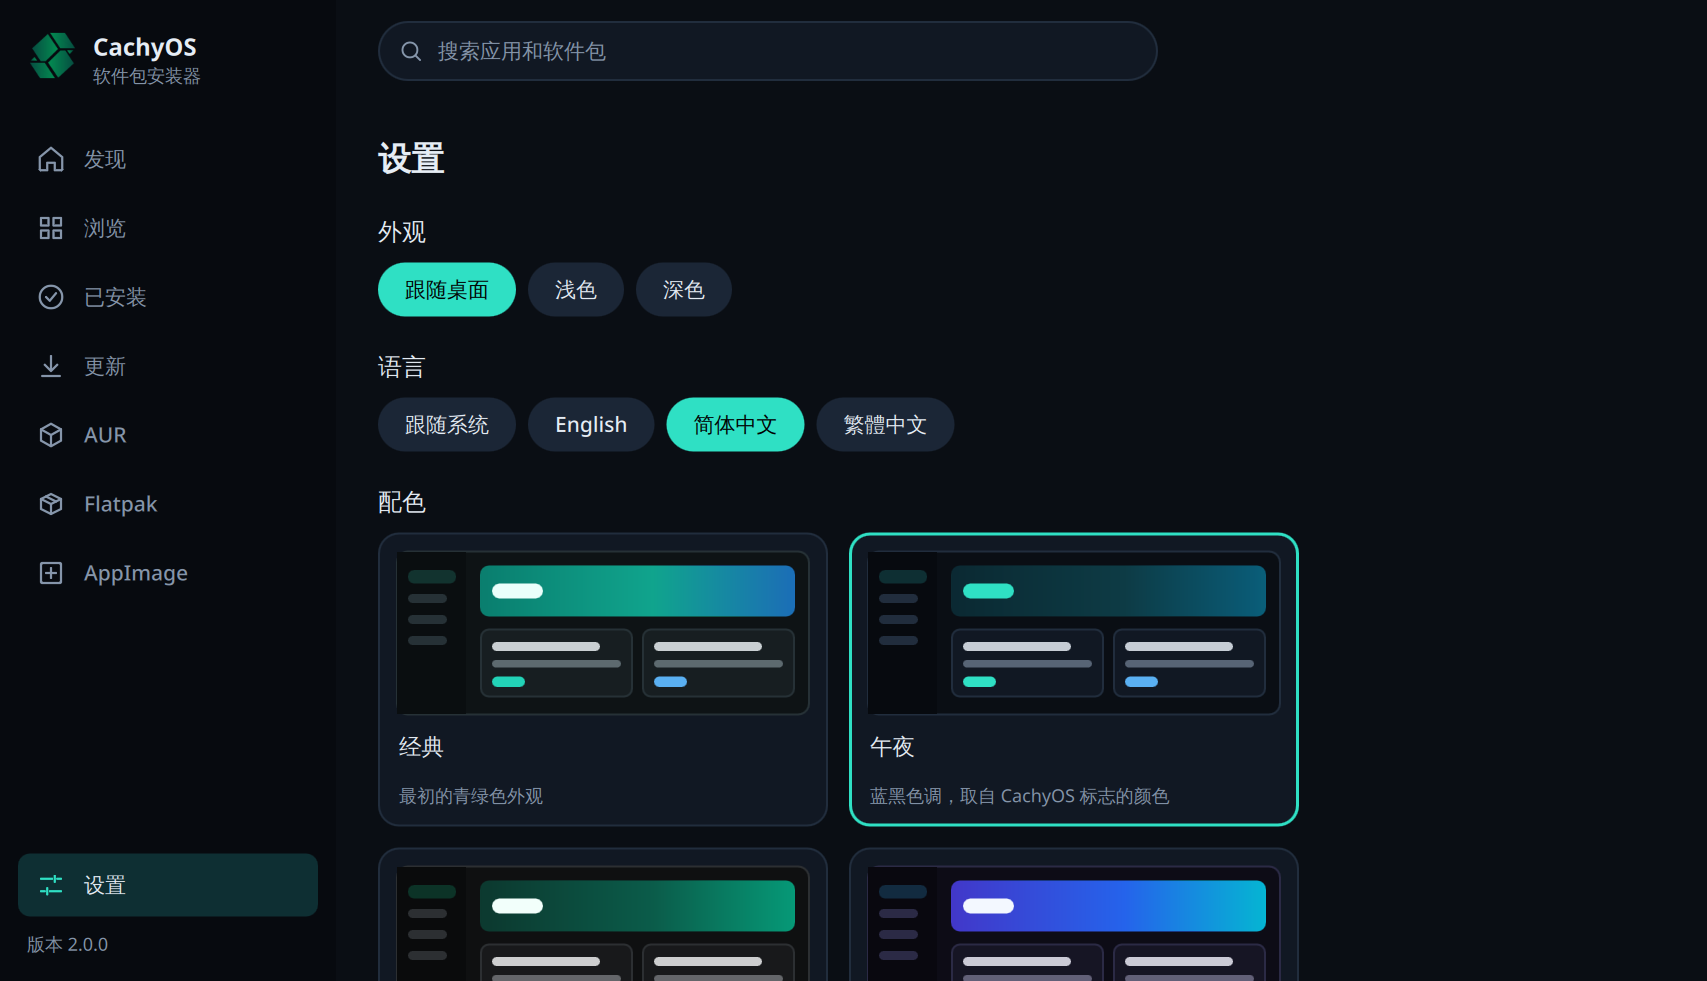 CachyOS
软件包安装器
搜索应用和软件包
发现
浏览
已安装
更新
AUR
Flatpak
AppImage
设置
版本 2.0.0
设置
外观
跟随桌面 浅色 深色
语言
跟随系统 English 简体中文 繁體中文
配色
经典
最初的青绿色外观
午夜
蓝黑色调，取自 CachyOS 标志的颜色